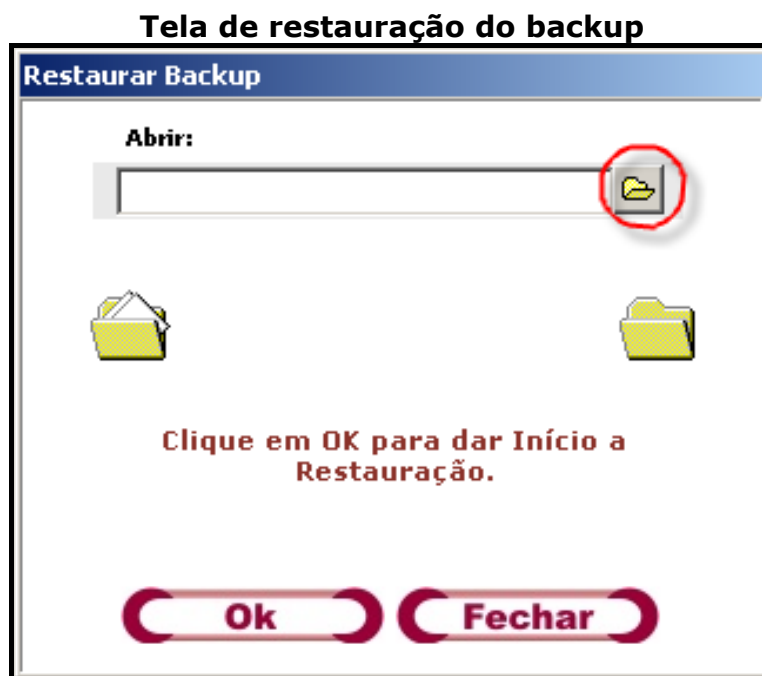 Tela de restauração do backup
Restaurar Backup
Abrir:
Clique em OK para dar Início a
Restauração.
Ok
Fechar